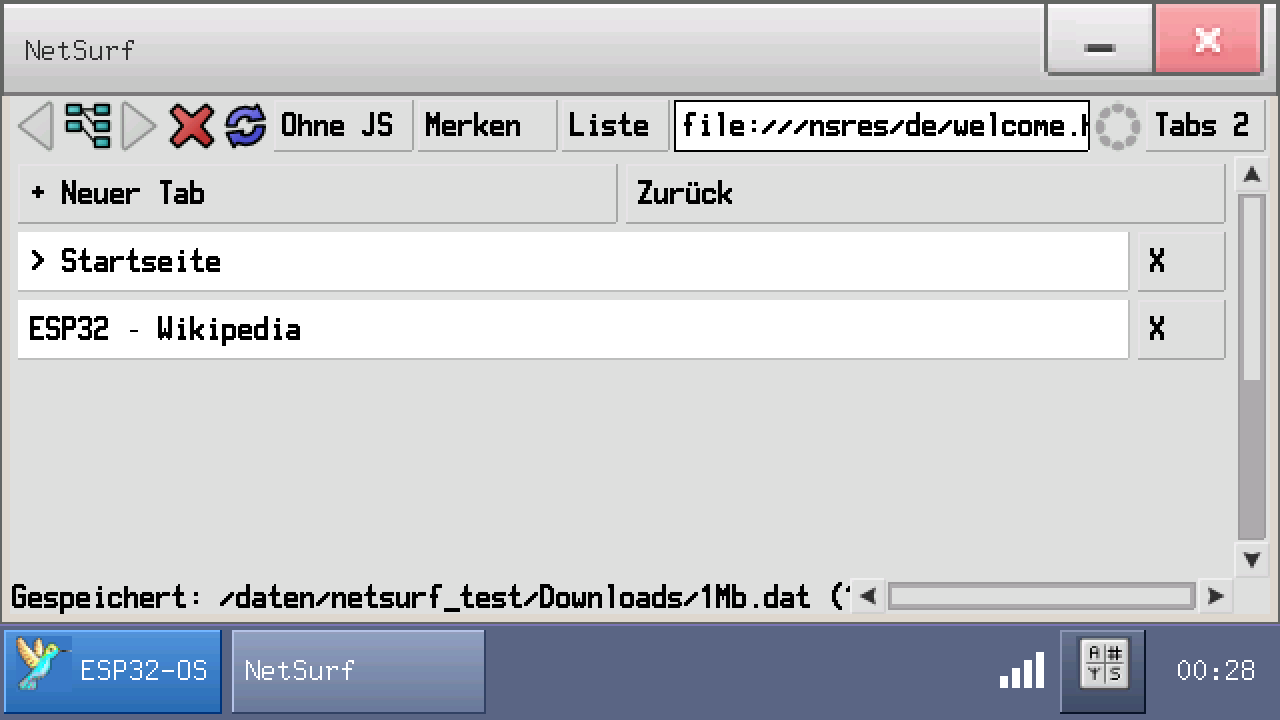 NetSurf
Ohne JS Merken Liste file:///nsres/de/welcome. Tabs 2
+ Neuer Tab Zurück
> Startseite X
ESP32 - Wikipedia X
Gespeichert: /daten/netsurf_test/Downloads/1Mb.dat (
ESP32-OS NetSurf A # Y S 00:28